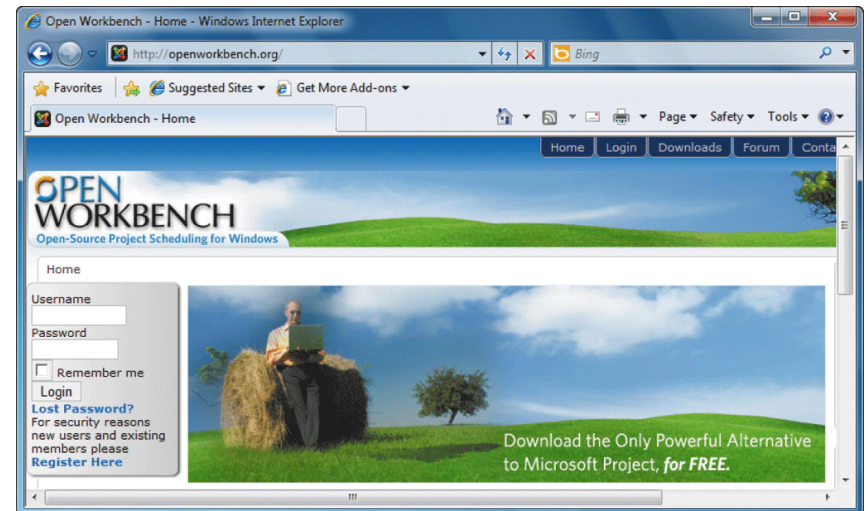 Open Workbench - Home - Windows Internet Explorer
http://openworkbench.org/
Bing
Favorites Suggested Sites Get More Add-ons
Open Workbench - Home
Page Safety Tools
Home Login Downloads Forum Conta
OPEN
WORKBENCH
Open-Source Project Scheduling for Windows
Home
Username
Password
Remember me
Login
Lost Password?
For security reasons
new users and existing
members please
Register Here
Download the Only Powerful Alternative
to Microsoft Project, for FREE.